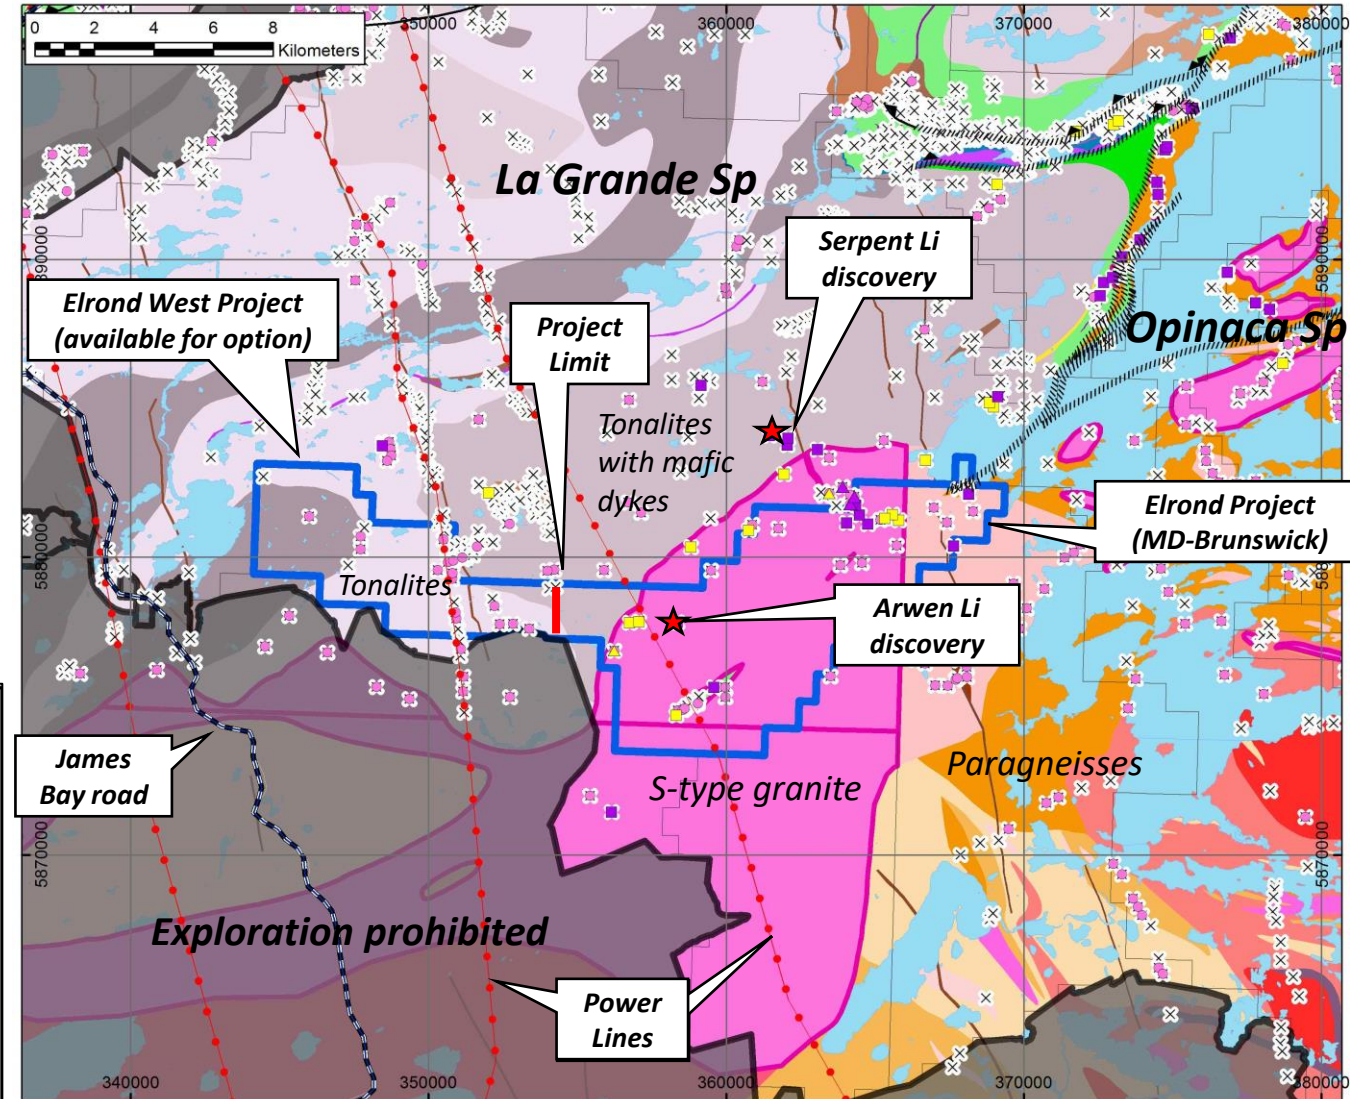 0 2 4 6 8
Kilometers
350000
360000
370000
380000
La Grande Sp
Serpent Li
discovery
5890000
5890000
Elrond West Project
(available for option)
Project
Limit
Opinaca Sp
Tonalites
with mafic
dykes
Elrond Project
(MD-Brunswick)
5880000
Tonalites
Arwen Li
discovery
James
Bay road
Paragneisses
S-type granite
5870000
5870000
Exploration prohibited
Power
Lines
340000
350000
360000
370000
380000